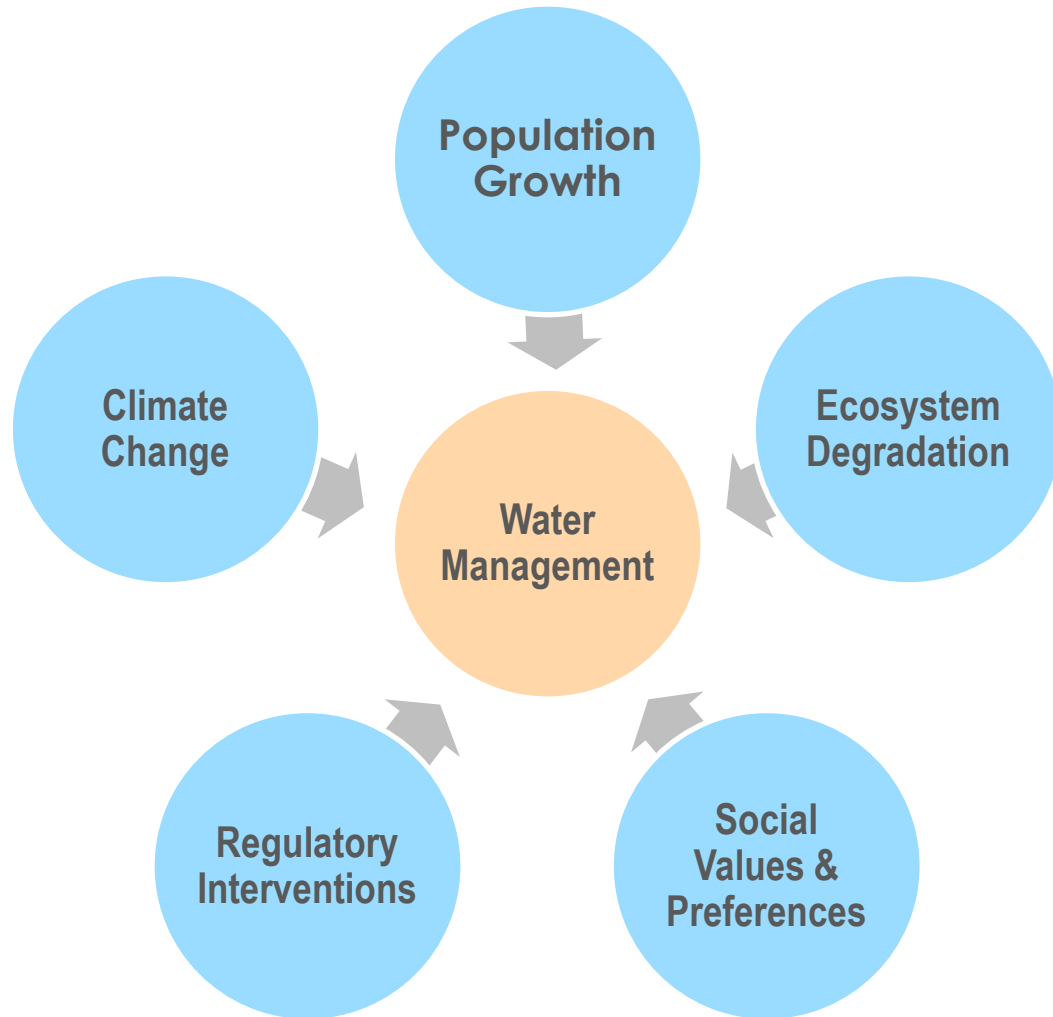 Population
Growth
Climate
Change
Ecosystem
Degradation
Water
Management
Regulatory
Interventions
Social
Values &
Preferences